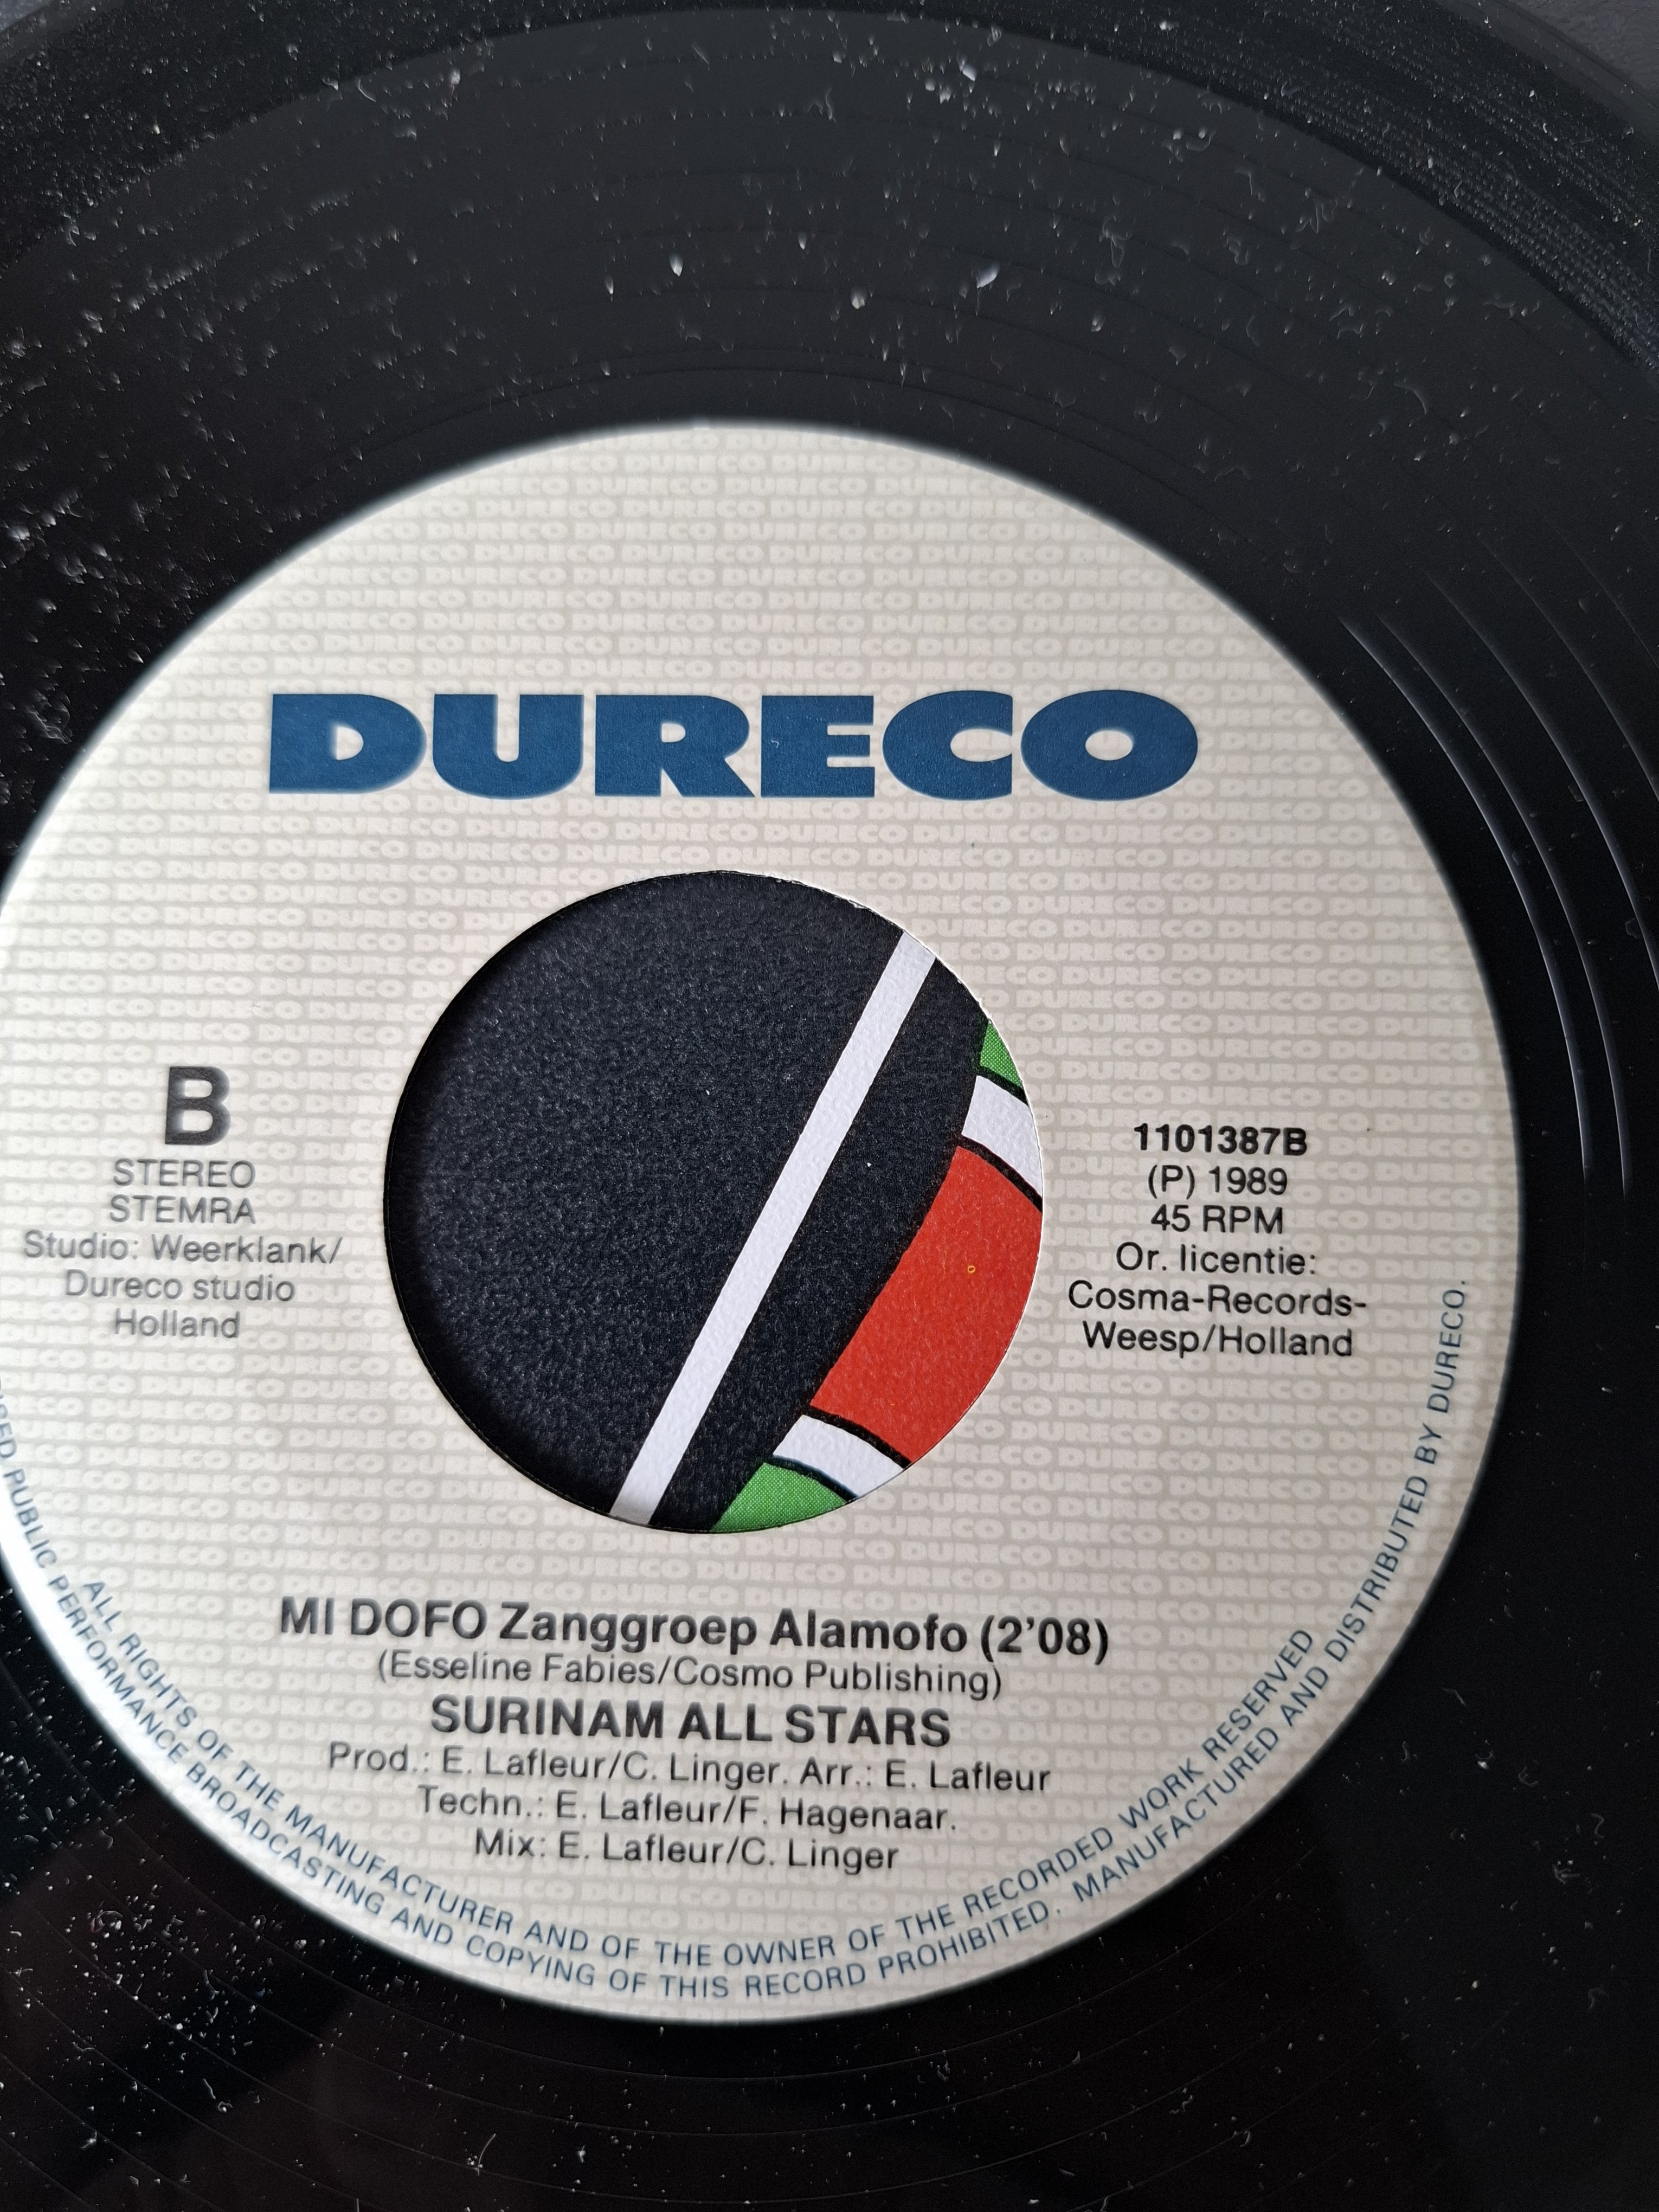 DURECO
B
STEREO
STEMRA
Studio: Weerklank/
Dureco studio
Holland
1101387B
(P) 1989
45 RPM
Or. licentie:
Cosma-Records-
Weesp/Holland
MI DOFO Zanggroep Alamofo (2'08)
(Esseline Fabies/Cosmo Publishing)
SURINAM ALL STARS
Prod.: E. Lafleur/C. Linger. Arr.: E. Lafleur
Techn.: E. Lafleur/F. Hagenaar.
Mix: E. Lafleur/C. Linger
ALL RIGHTS OF THE MANUFACTURER AND OF THE OWNER OF THE RECORDED WORK RESERVED
PUBLIC PERFORMANCE BROADCASTING AND COPYING OF THIS RECORD PROHIBITED. MANUFACTURED AND DISTRIBUTED BY DURECO.